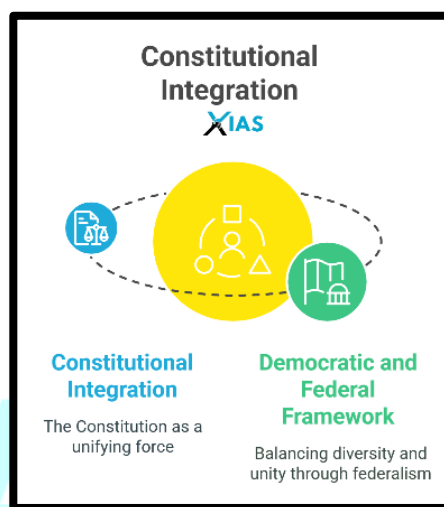 Constitutional
Integration
XIAS
Constitutional
Integration
The Constitution as a
unifying force
Democratic and
Federal
Framework
Balancing diversity and
unity through federalism